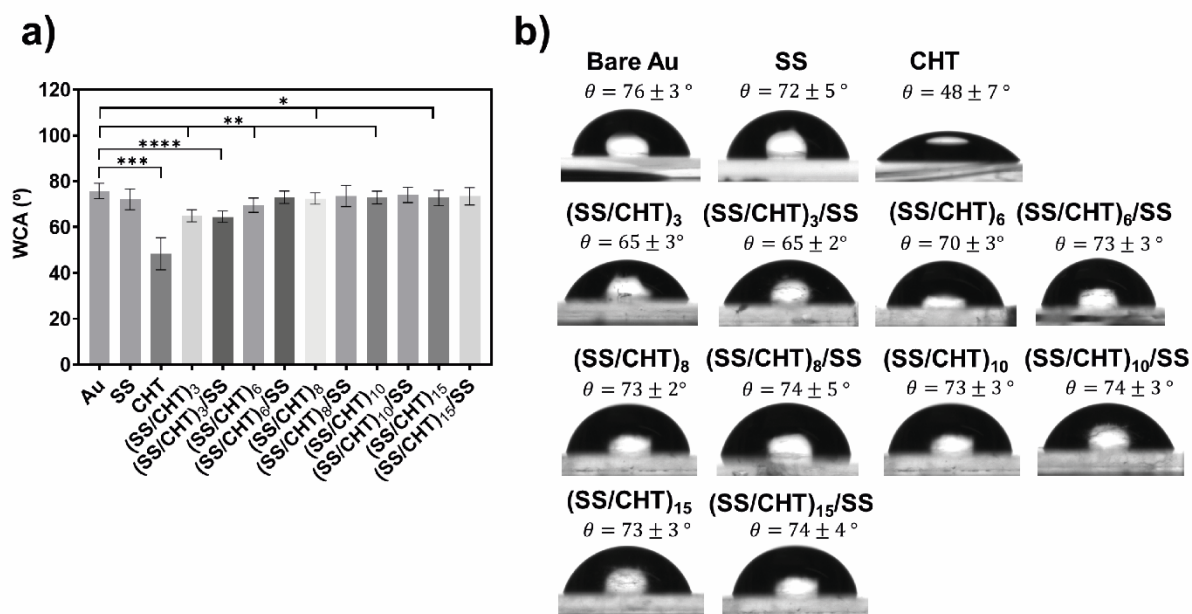 a)
WCA (º)
120
100
80
60
40
20
0
*
**
****
***
Au
SS
CHT
(SS/CHT)3
(SS/CHT)3/SS
(SS/CHT)6
(SS/CHT)6/SS
(SS/CHT)8
(SS/CHT)8/SS
(SS/CHT)10
(SS/CHT)10/SS
(SS/CHT)15
(SS/CHT)15/SS
b)
Bare Au SS CHT
θ = 76 ± 3 ° θ = 72 ± 5 ° θ = 48 ± 7 °
(SS/CHT)3 (SS/CHT)3/SS (SS/CHT)6 (SS/CHT)6/SS
θ = 65 ± 3° θ = 65 ± 2° θ = 70 ± 3° θ = 73 ± 3 °
(SS/CHT)8 (SS/CHT)8/SS (SS/CHT)10 (SS/CHT)10/SS
θ = 73 ± 2° θ = 74 ± 5 ° θ = 73 ± 3 ° θ = 74 ± 3 °
(SS/CHT)15 (SS/CHT)15/SS
θ = 73 ± 3 ° θ = 74 ± 4 °